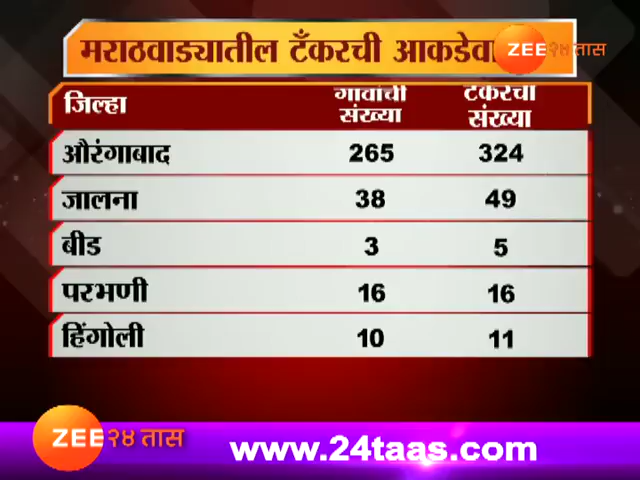 मराठवाड्यातील टँकरची
ZEE २४ तास
जिल्हा गावांची संख्या टँकरची संख्या
औरंगाबाद 265 324
जालना 38 49
बीड 3 5
परभणी 16 16
हिंगोली 10 11
ZEE २४ तास
www.24taas.com